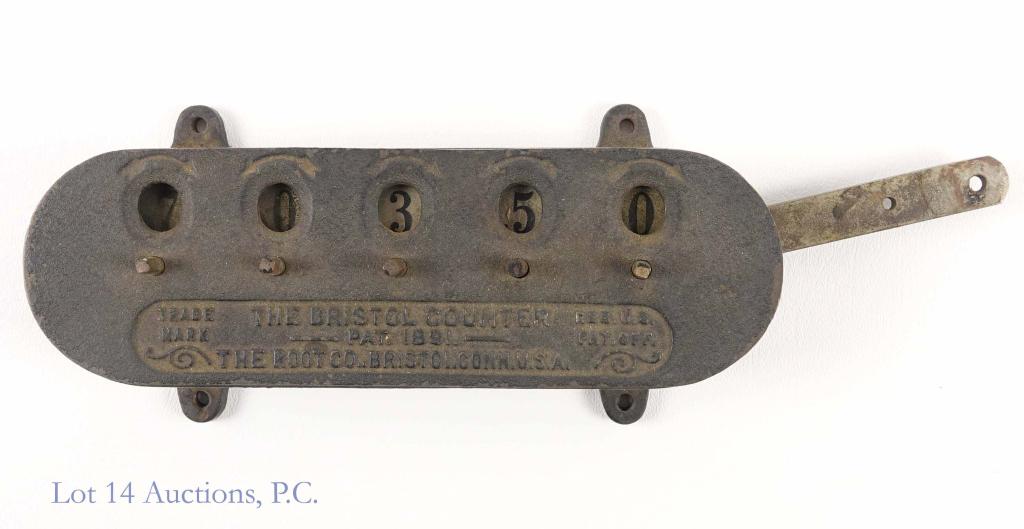 7 0 3 5 0
TRADE MARK THE BRISTOL COUNTER REG. U.S. PAT. OFF.
PAT. 1891
THE ROOT CO. BRISTOL. CONN. U.S.A.
Lot 14 Auctions, P.C.